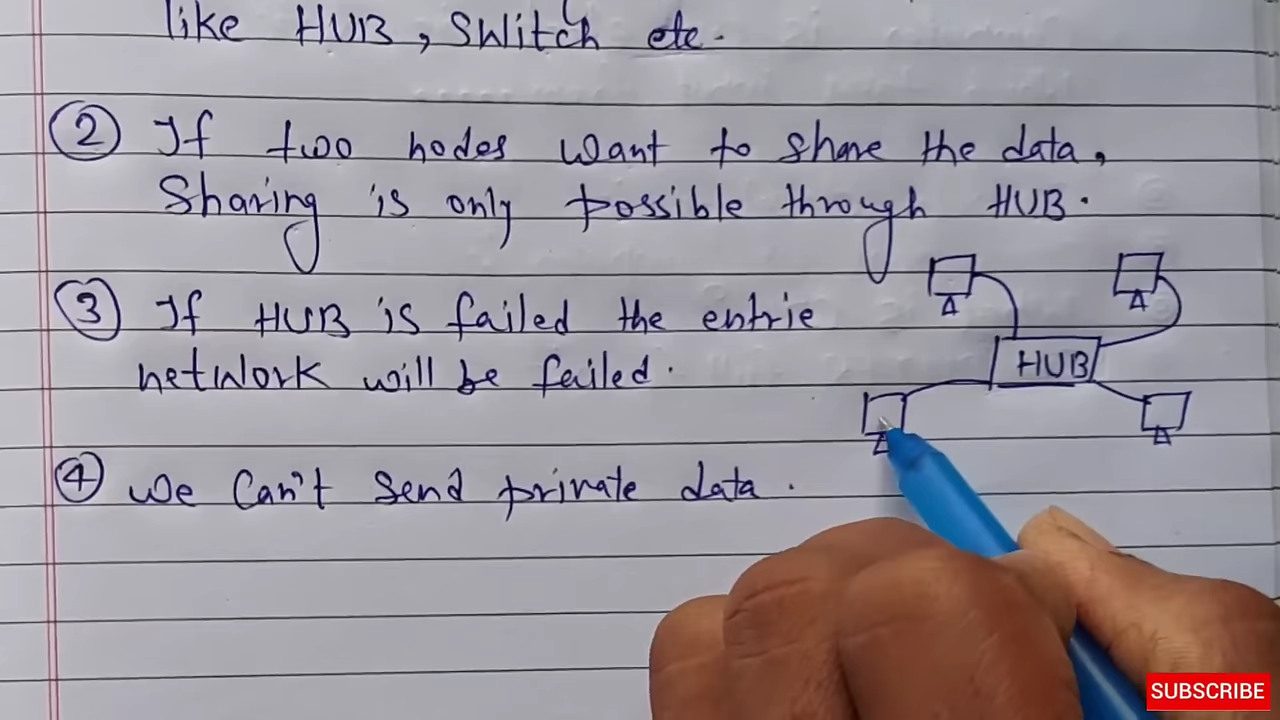 like HUB, Switch etc.
② If two nodes want to share the data,
Sharing is only possible through HUB.
③ If HUB is failed the entrie
network will be failed.
HUB
④ We Can't Send private data.
SUBSCRIBE